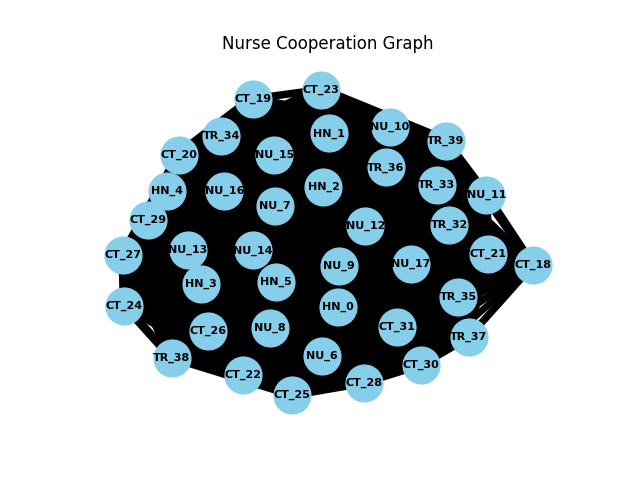 Nurse Cooperation Graph
CT_23
CT_19
NU_10
HN_1
TR_34
TR_39
CT_20
NU_15
TR_36
TR_33
HN_2
HN_4
NU_16
NU_11
NU_7
CT_29
NU_12
TR_32
NU_13
NU_14
CT_21
CT_27
NU_17
CT_18
NU_9
HN_5
HN_3
TR_35
CT_24
HN_0
CT_31
NU_8
CT_26
TR_37
NU_6
TR_38
CT_30
CT_22
CT_28
CT_25